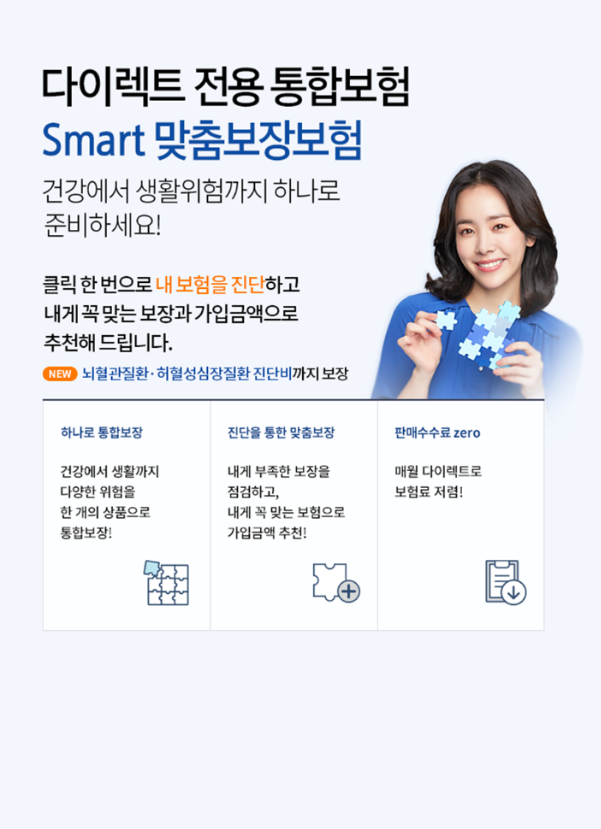 다이렉트 전용 통합보험
Smart 맞춤보장보험
건강에서 생활위험까지 하나로
준비하세요!
클릭 한 번으로 내 보험을 진단하고
내게 꼭 맞는 보장과 가입금액으로
추천해 드립니다.
NEW 뇌혈관질환·허혈성심장질환 진단비까지 보장
하나로 통합보장
건강에서 생활까지
다양한 위험을
한 개의 상품으로
통합보장!
진단을 통한 맞춤보장
내게 부족한 보장을
점검하고,
내게 꼭 맞는 보험으로
가입금액 추천!
판매수수료 zero
매월 다이렉트로
보험료 저렴!